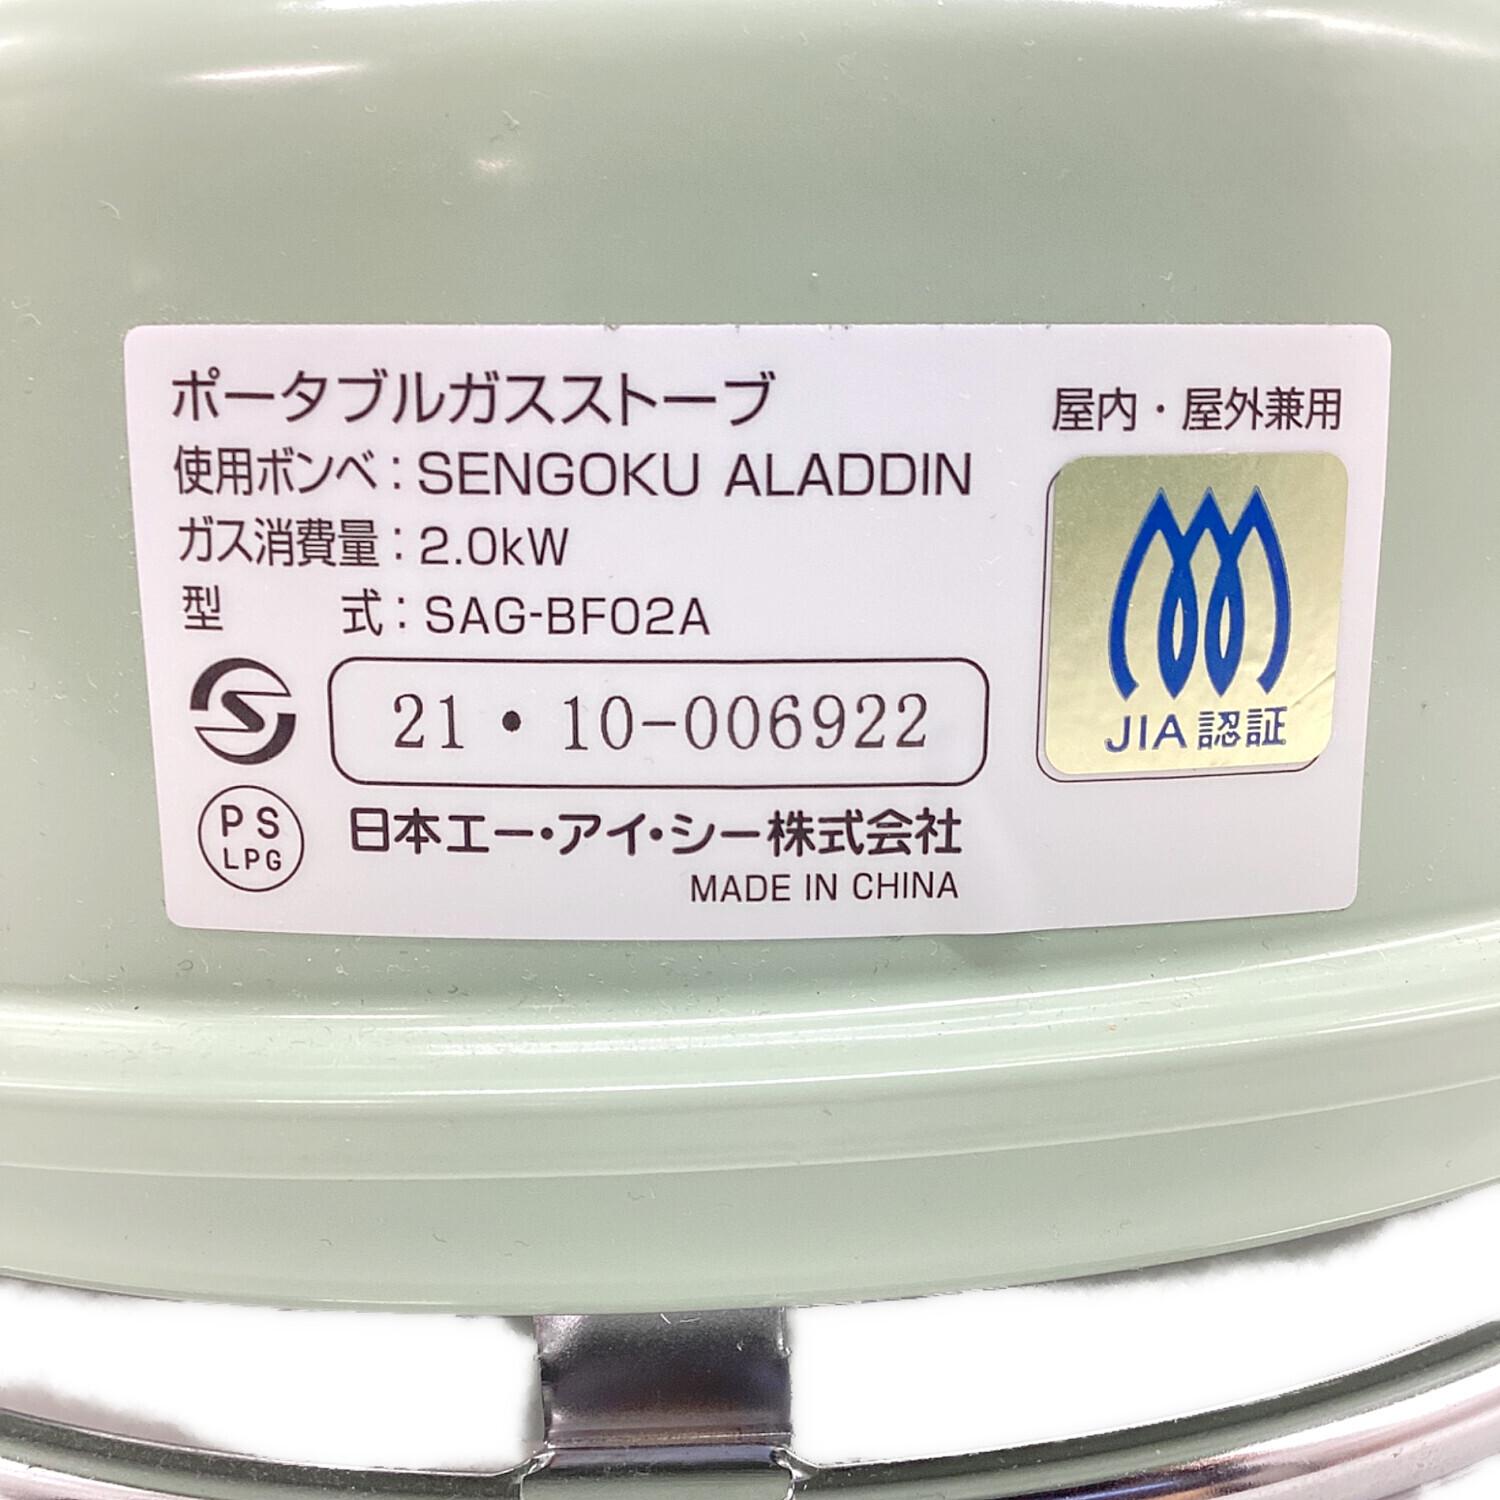 ポータブルガスストーブ
屋内・屋外兼用
使用ボンベ：SENGOKU ALADDIN
ガス消費量：2.0kW
型 式：SAG-BF02A
21・10-006922
JIA認証
PS
LPG
日本エー・アイ・シー株式会社
MADE IN CHINA